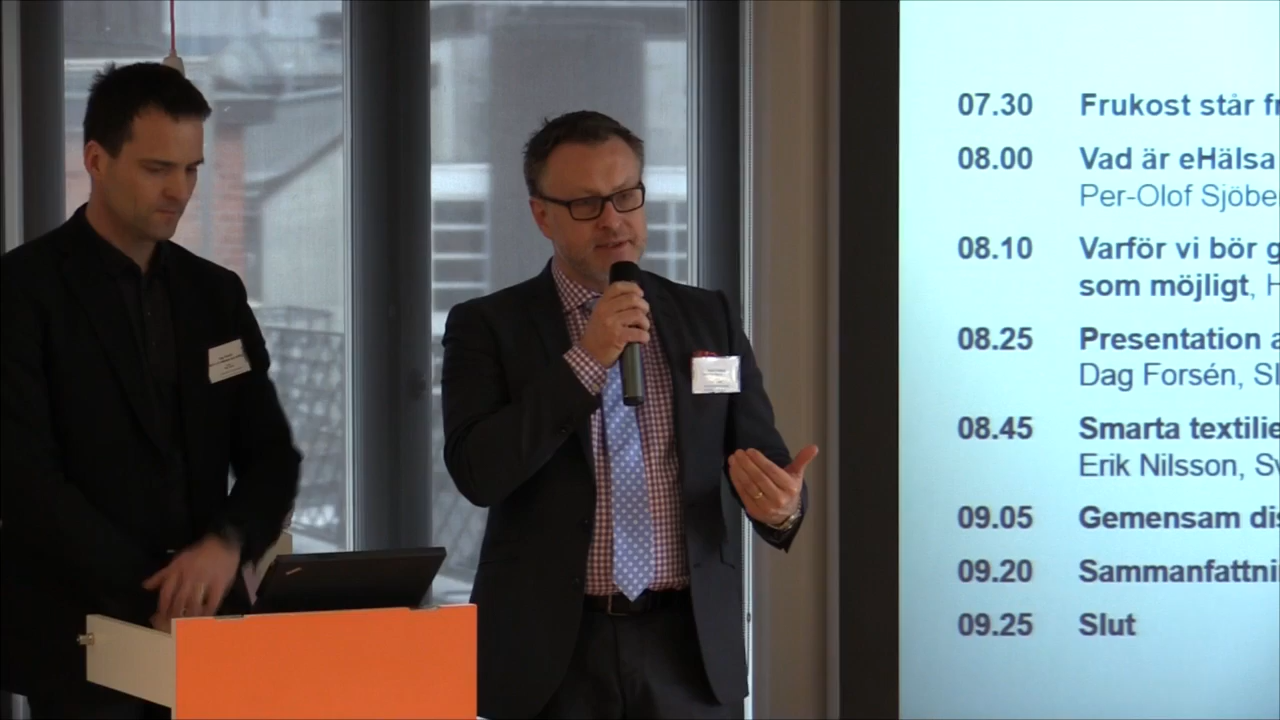 07.30 Frukost står
08.00 Vad är eHälsa
Per-Olof Sjöbe
08.10 Varför vi bör g
som möjligt, H
08.25 Presentation a
Dag Forsén, SI
08.45 Smarta textilie
Erik Nilsson, Sv
09.05 Gemensam dis
09.20 Sammanfattni
09.25 Slut